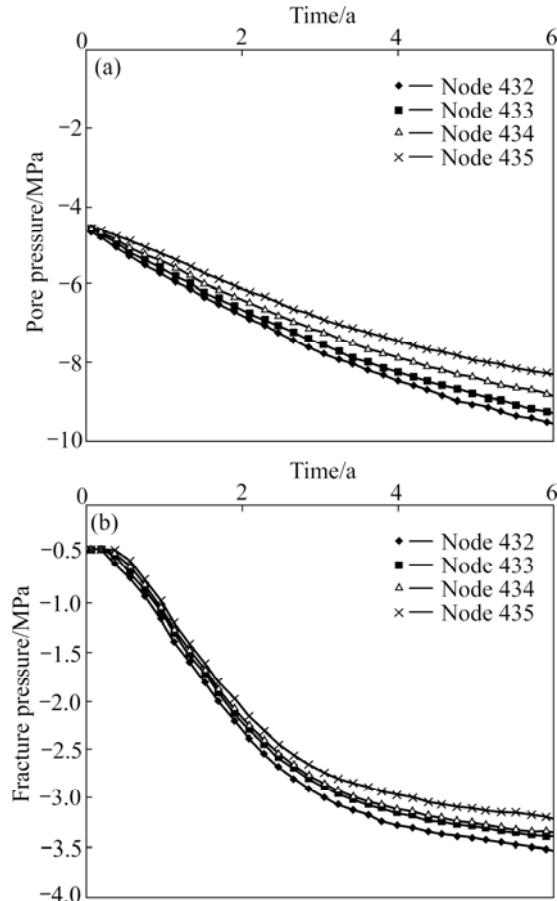 Time/a
0 2 4 6
(a)
Node 432
Node 433
Node 434
Node 435
−2
−4
−6
−8
−10
Pore pressure/MPa
Time/a
0 2 4 6
(b)
Node 432
Node 433
Node 434
Node 435
−0.5
−1.0
−1.5
−2.0
−2.5
−3.0
−3.5
−4.0
Fracture pressure/MPa